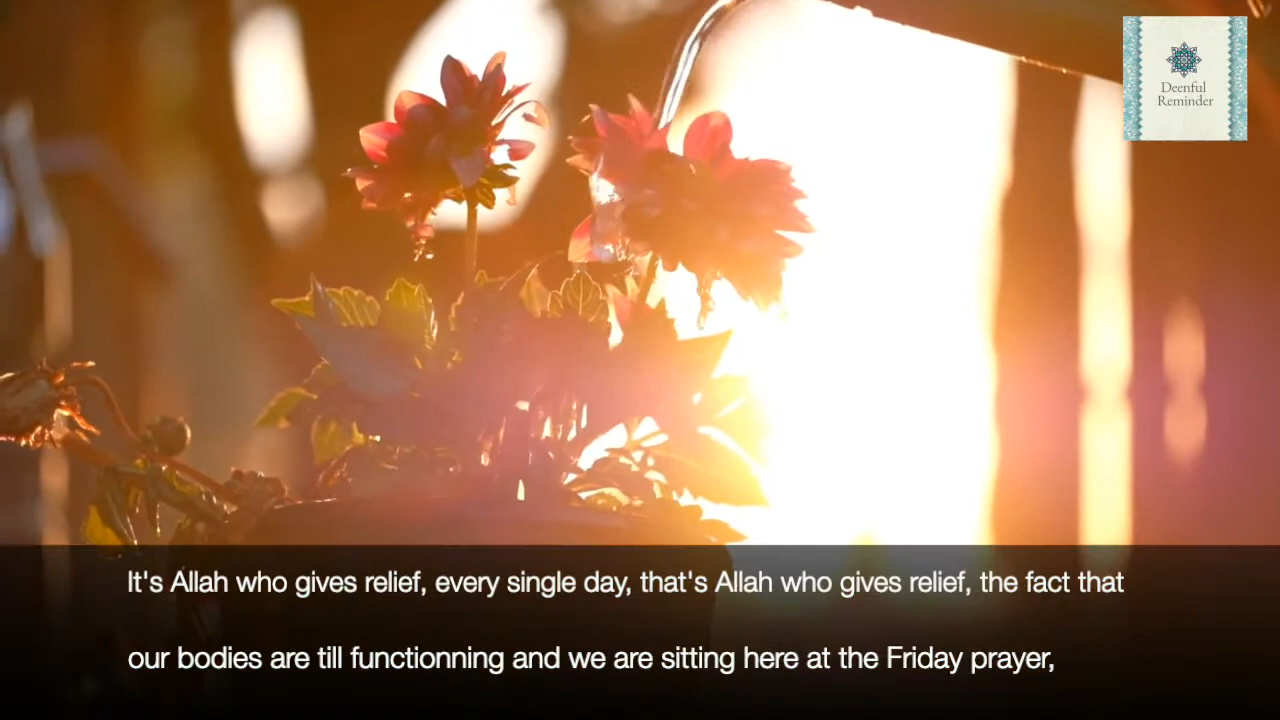 Deenful
Reminder
It's Allah who gives relief, every single day, that's Allah who gives relief, the fact that
our bodies are till functionning and we are sitting here at the Friday prayer,